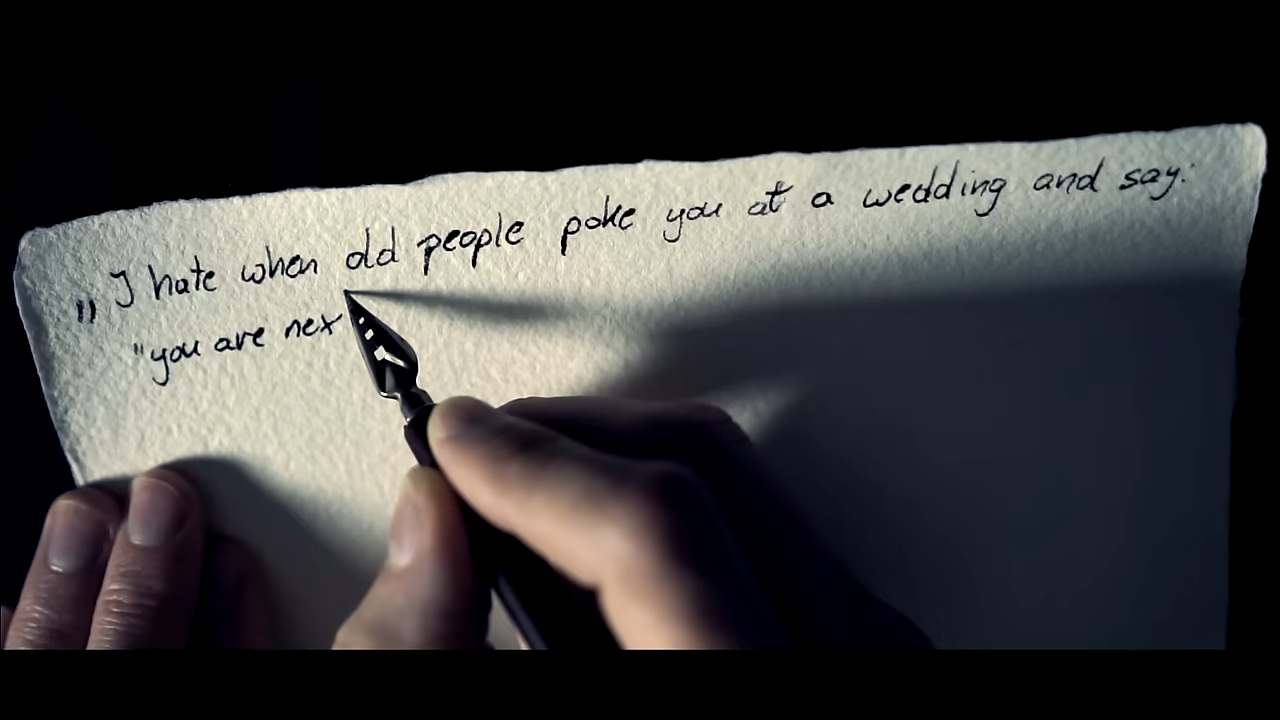 „I hate when old people poke you at a wedding and say:
"you are nex